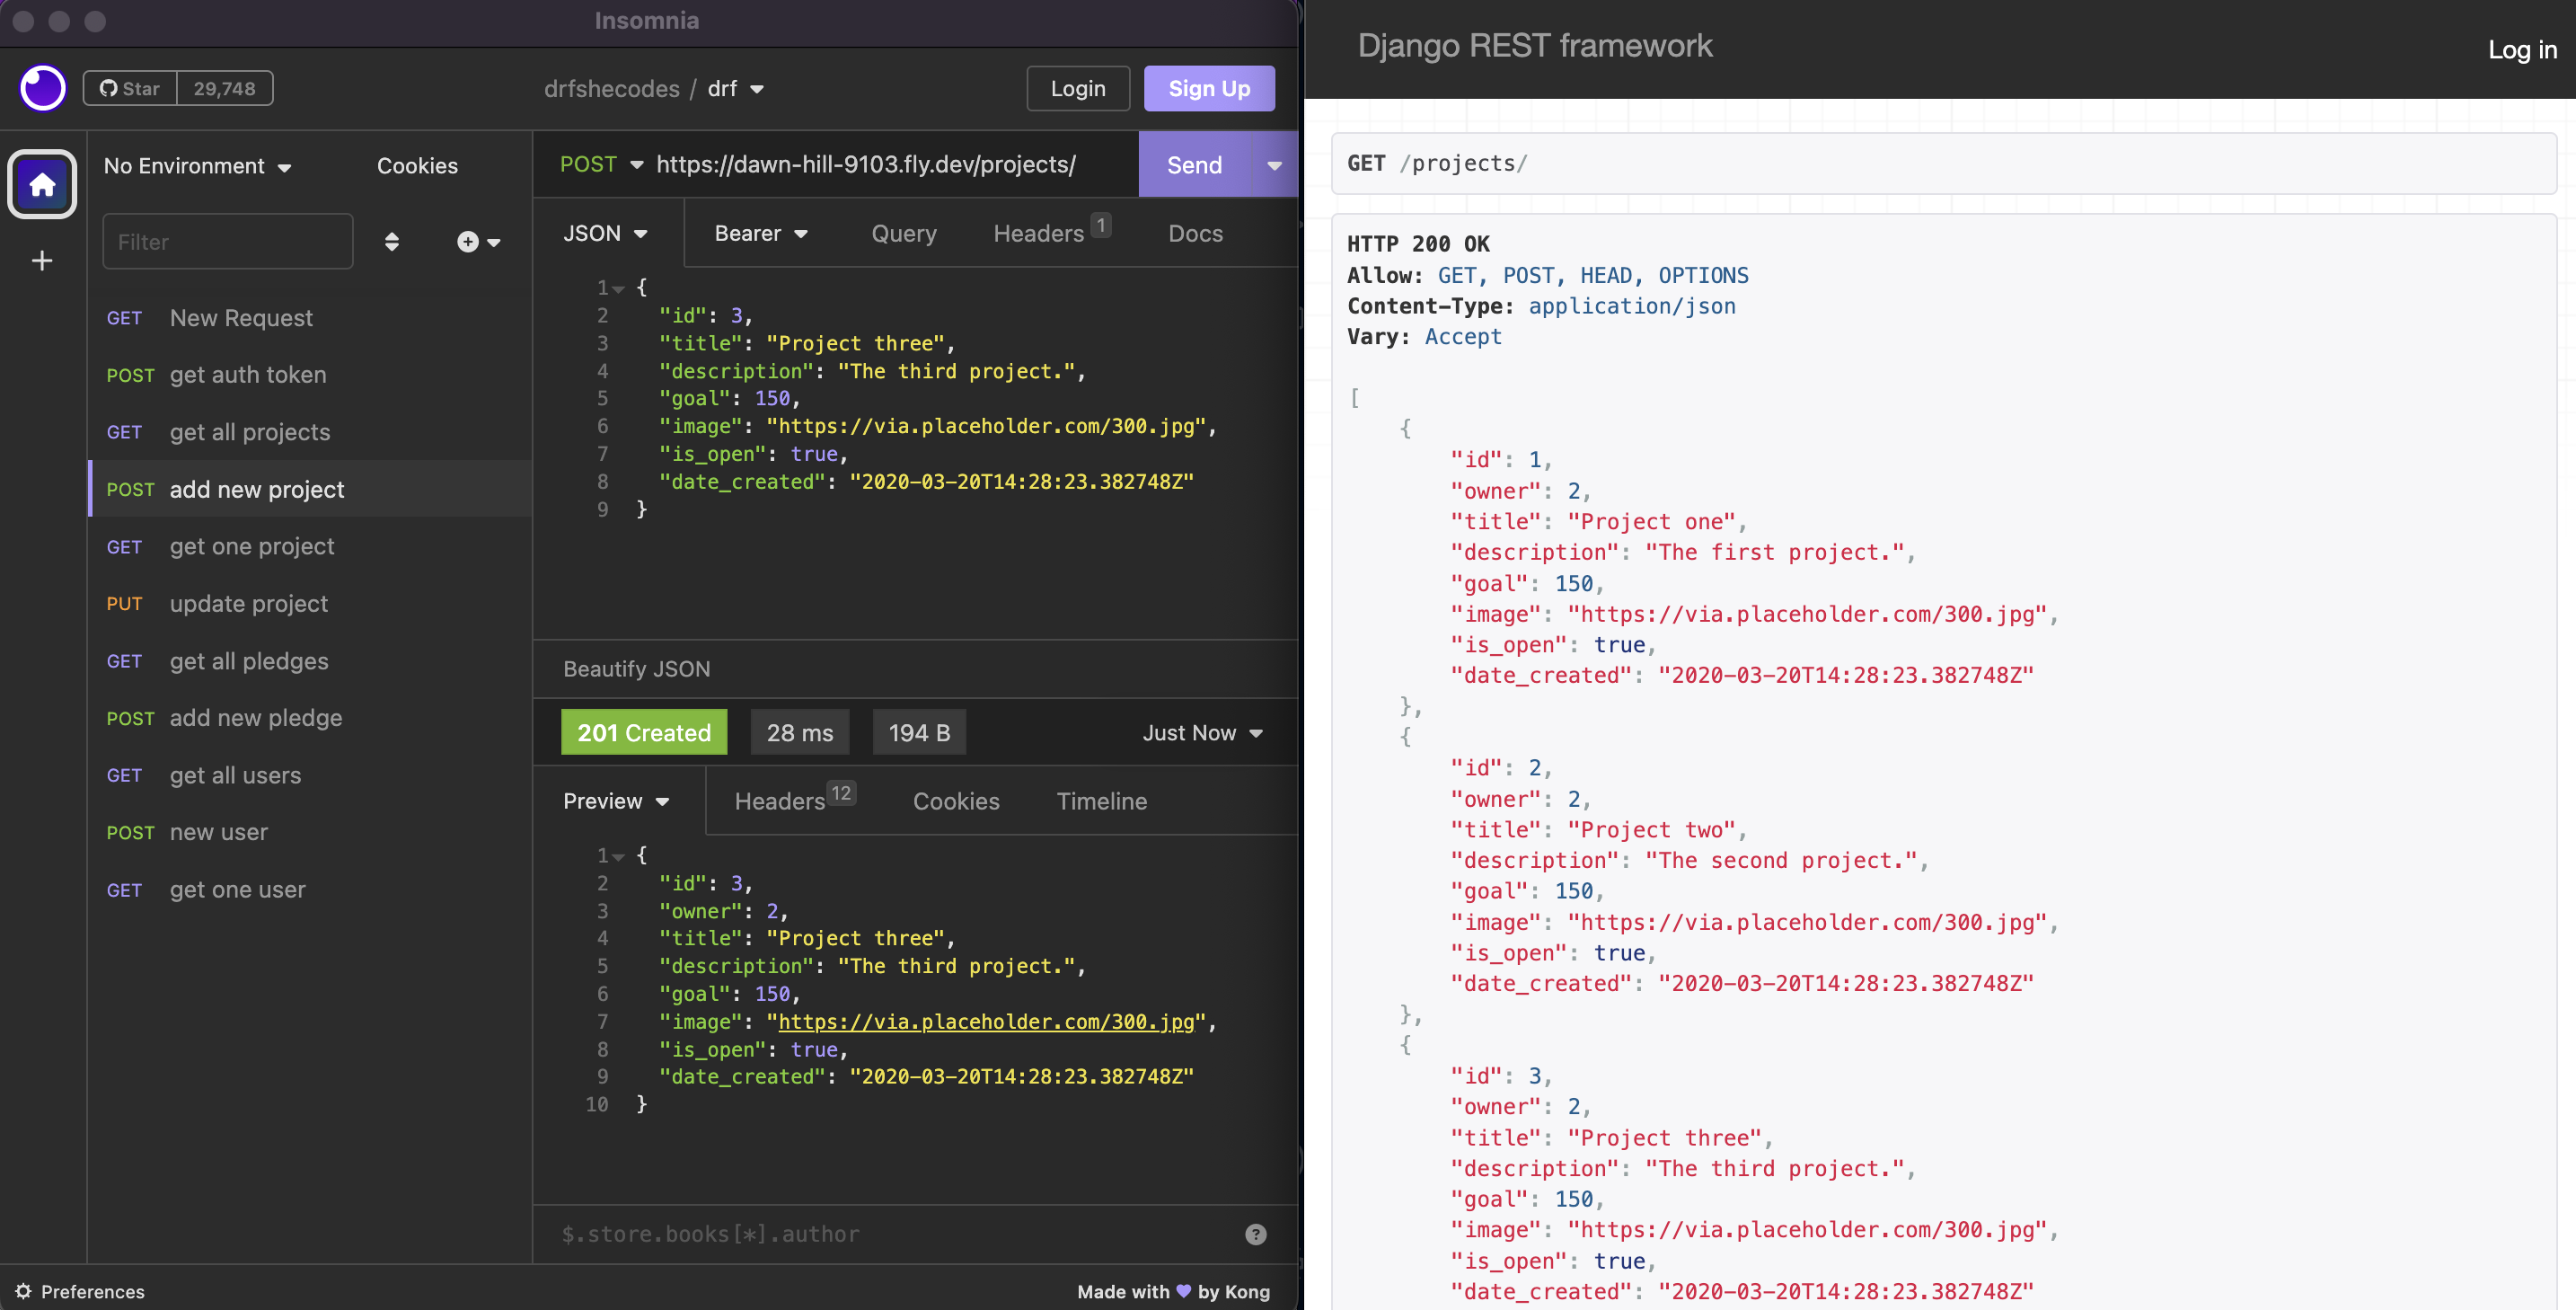 Insomnia
Star 29,748
drfshecodes / drf
Login
Sign Up
No Environment
Cookies
Filter
GET New Request
POST get auth token
GET get all projects
POST add new project
GET get one project
PUT update project
GET get all pledges
POST add new pledge
GET get all users
POST new user
GET get one user
Preferences
POST https://dawn-hill-9103.fly.dev/projects/ Send
JSON Bearer Query Headers 1 Docs
1 {
2 "id": 3,
3 "title": "Project three",
4 "description": "The third project.",
5 "goal": 150,
6 "image": "https://via.placeholder.com/300.jpg",
7 "is_open": true,
8 "date_created": "2020-03-20T14:28:23.382748Z"
9 }
Beautify JSON
201 Created 28 ms 194 B Just Now
Preview Headers 12 Cookies Timeline
1 {
2 "id": 3,
3 "owner": 2,
4 "title": "Project three",
5 "description": "The third project.",
6 "goal": 150,
7 "image": "https://via.placeholder.com/300.jpg",
8 "is_open": true,
9 "date_created": "2020-03-20T14:28:23.382748Z"
10 }
$.store.books[*].author
Made with 💜 by Kong
Django REST framework
Log in
GET /projects/
HTTP 200 OK
Allow: GET, POST, HEAD, OPTIONS
Content-Type: application/json
Vary: Accept
[
{
"id": 1,
"owner": 2,
"title": "Project one",
"description": "The first project.",
"goal": 150,
"image": "https://via.placeholder.com/300.jpg",
"is_open": true,
"date_created": "2020-03-20T14:28:23.382748Z"
},
{
"id": 2,
"owner": 2,
"title": "Project two",
"description": "The second project.",
"goal": 150,
"image": "https://via.placeholder.com/300.jpg",
"is_open": true,
"date_created": "2020-03-20T14:28:23.382748Z"
},
{
"id": 3,
"owner": 2,
"title": "Project three",
"description": "The third project.",
"goal": 150,
"image": "https://via.placeholder.com/300.jpg",
"is_open": true,
"date_created": "2020-03-20T14:28:23.382748Z"